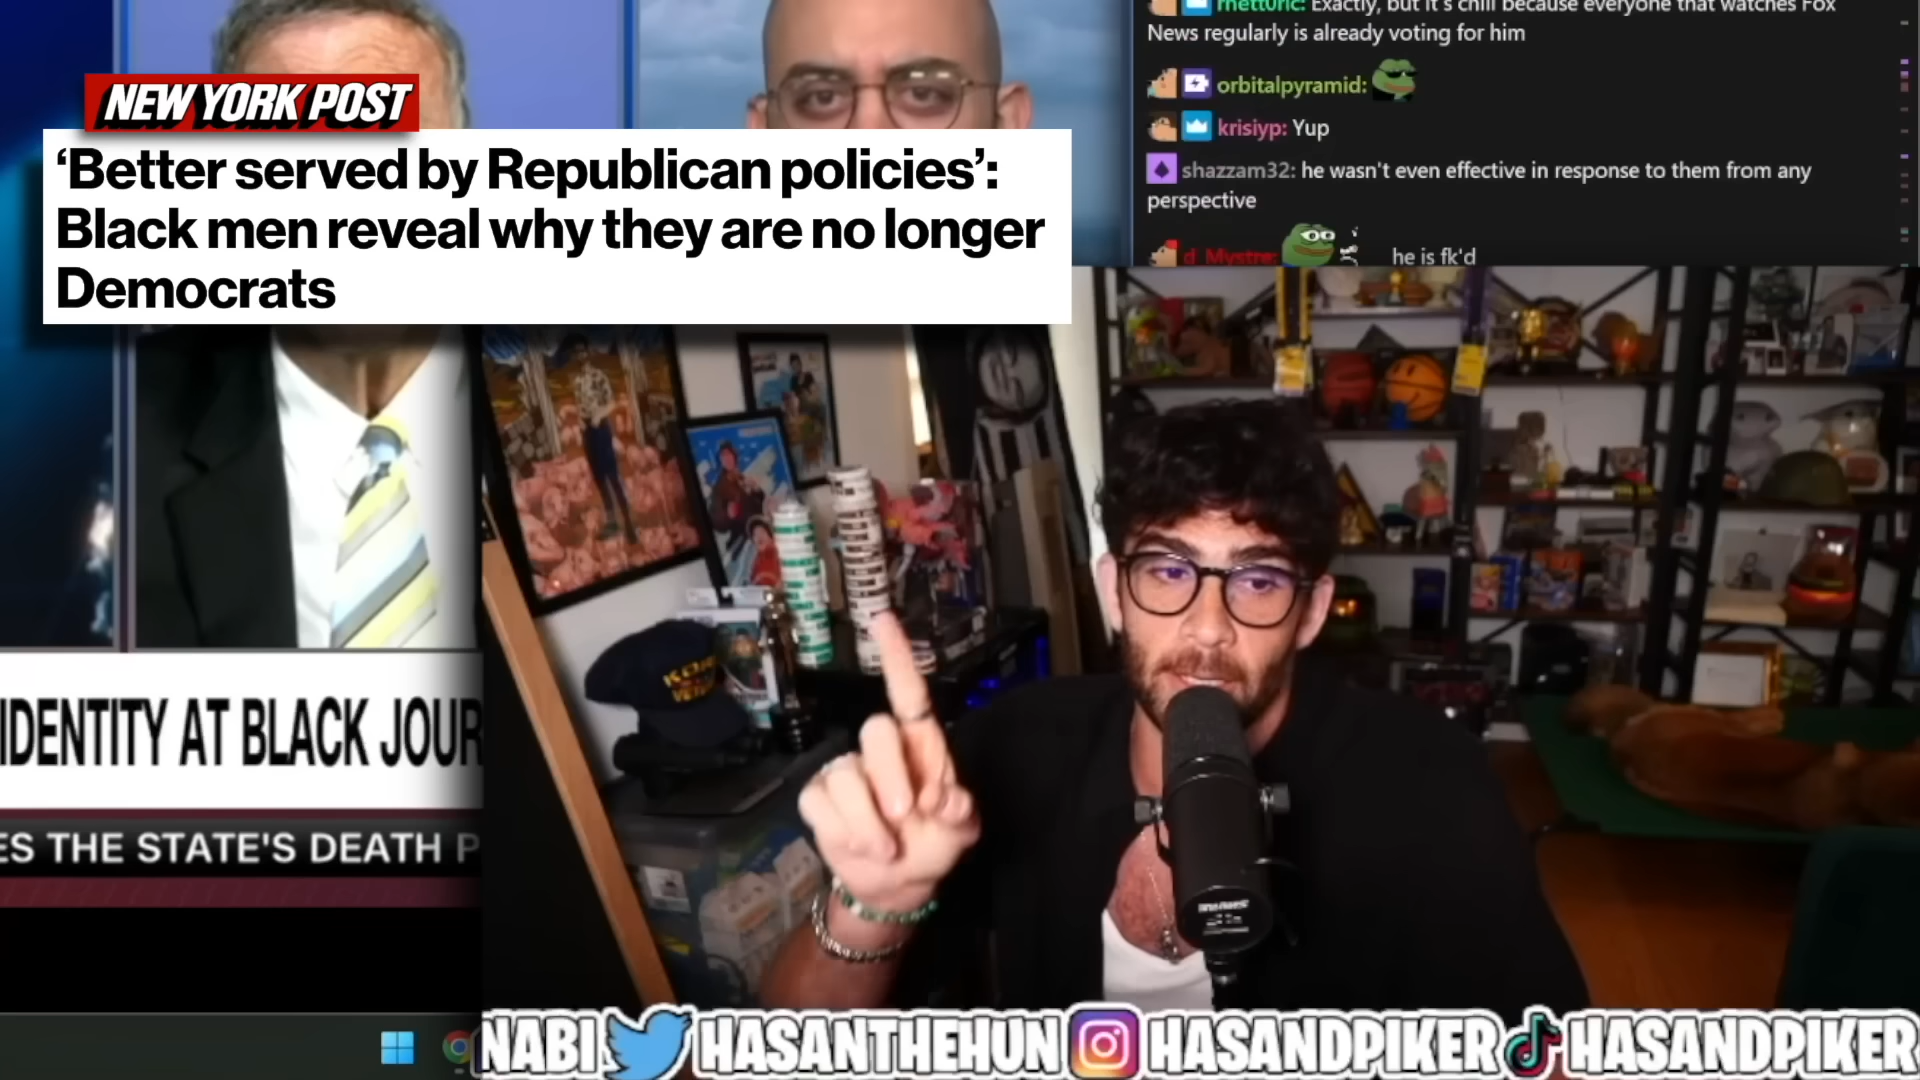 rhetturic: Exactly, but it's chill because everyone that watches Fox
News regularly is already voting for him
NEW YORK POST
orbitalpyramid:
krisiyp: Yup
‘Better served by Republican policies’:
Black men reveal why they are no longer
Democrats
shazzam32: he wasn't even effective in response to them from any
perspective
d_Mystre: he is fk'd
IDENTITY AT BLACK JOUR
ES THE STATE'S DEATH P
NABI HASANTHEHUN HASANDPIKER HASANDPIKER